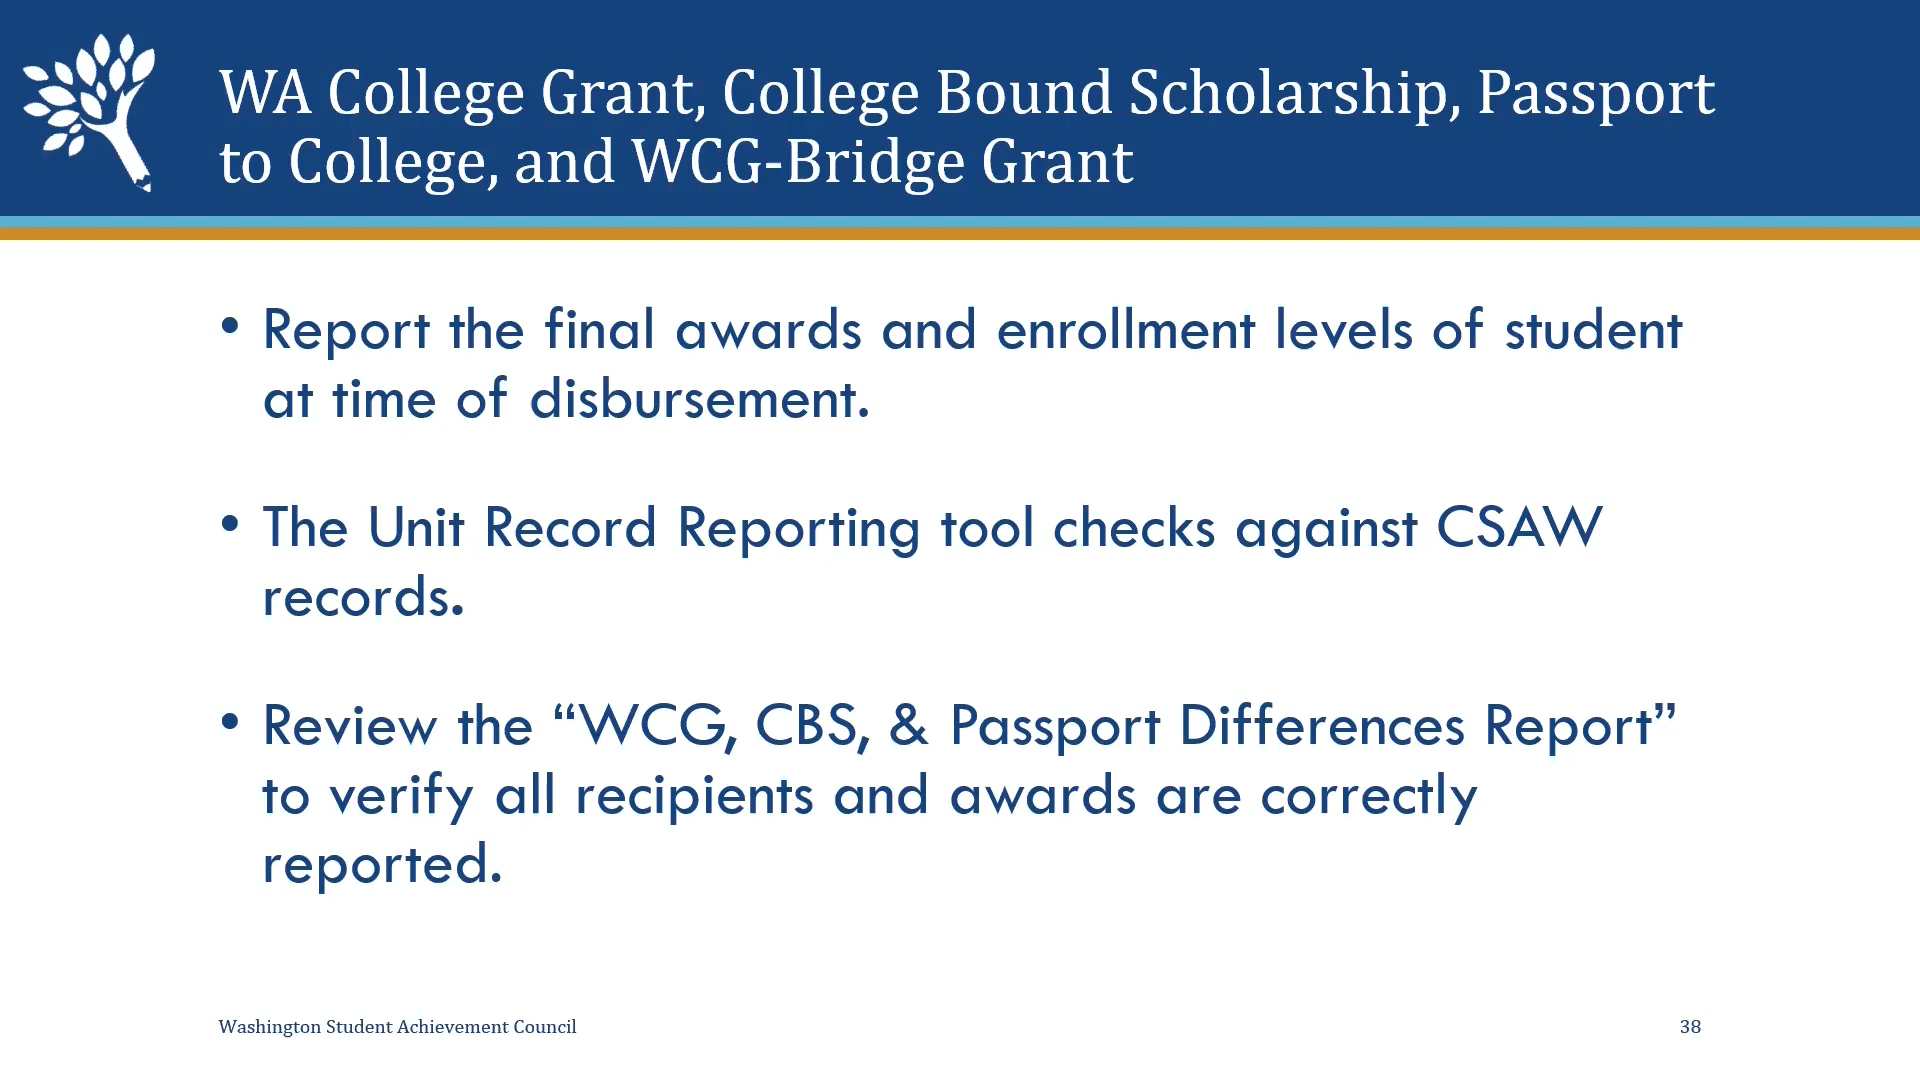 WA College Grant, College Bound Scholarship, Passport
to College, and WCG-Bridge Grant
• Report the final awards and enrollment levels of student
at time of disbursement.
• The Unit Record Reporting tool checks against CSAW
records.
• Review the “WCG, CBS, & Passport Differences Report”
to verify all recipients and awards are correctly
reported.
Washington Student Achievement Council
38